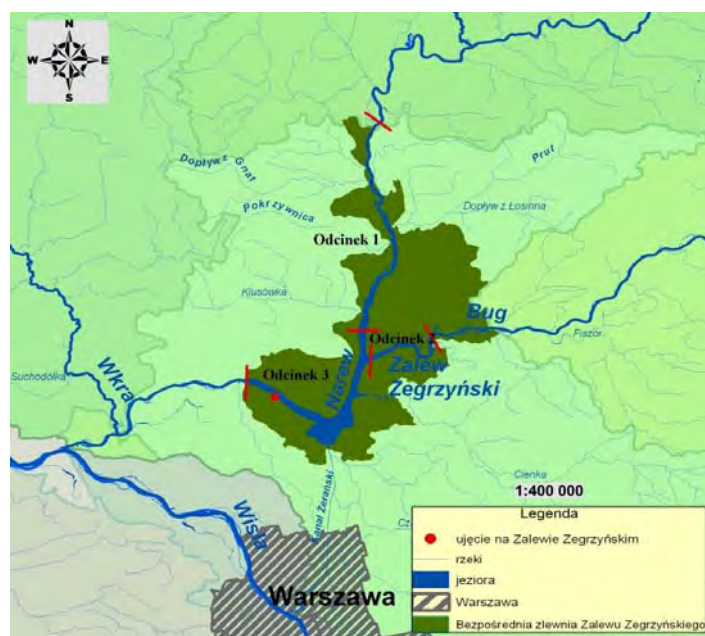 N
W E
S
Dopływ z Gnat
Prut
Pokrzywnica
Dopływ z Łosinna
Odcinek 1
Klusówka
Bug
Odcinek 2
Fiszór
Narew
Zalew
Zegrzyński
Suchodółka
Wkra
Odcinek 3
Wisła
Kanał Żerański
Cienka
1:400 000
Cz
Warszawa
Legenda
ujęcie na Zalewie Zegrzyńskim
rzeki
jeziora
Warszawa
Bezpośrednia zlewnia Zalewu Zegrzyńskiego